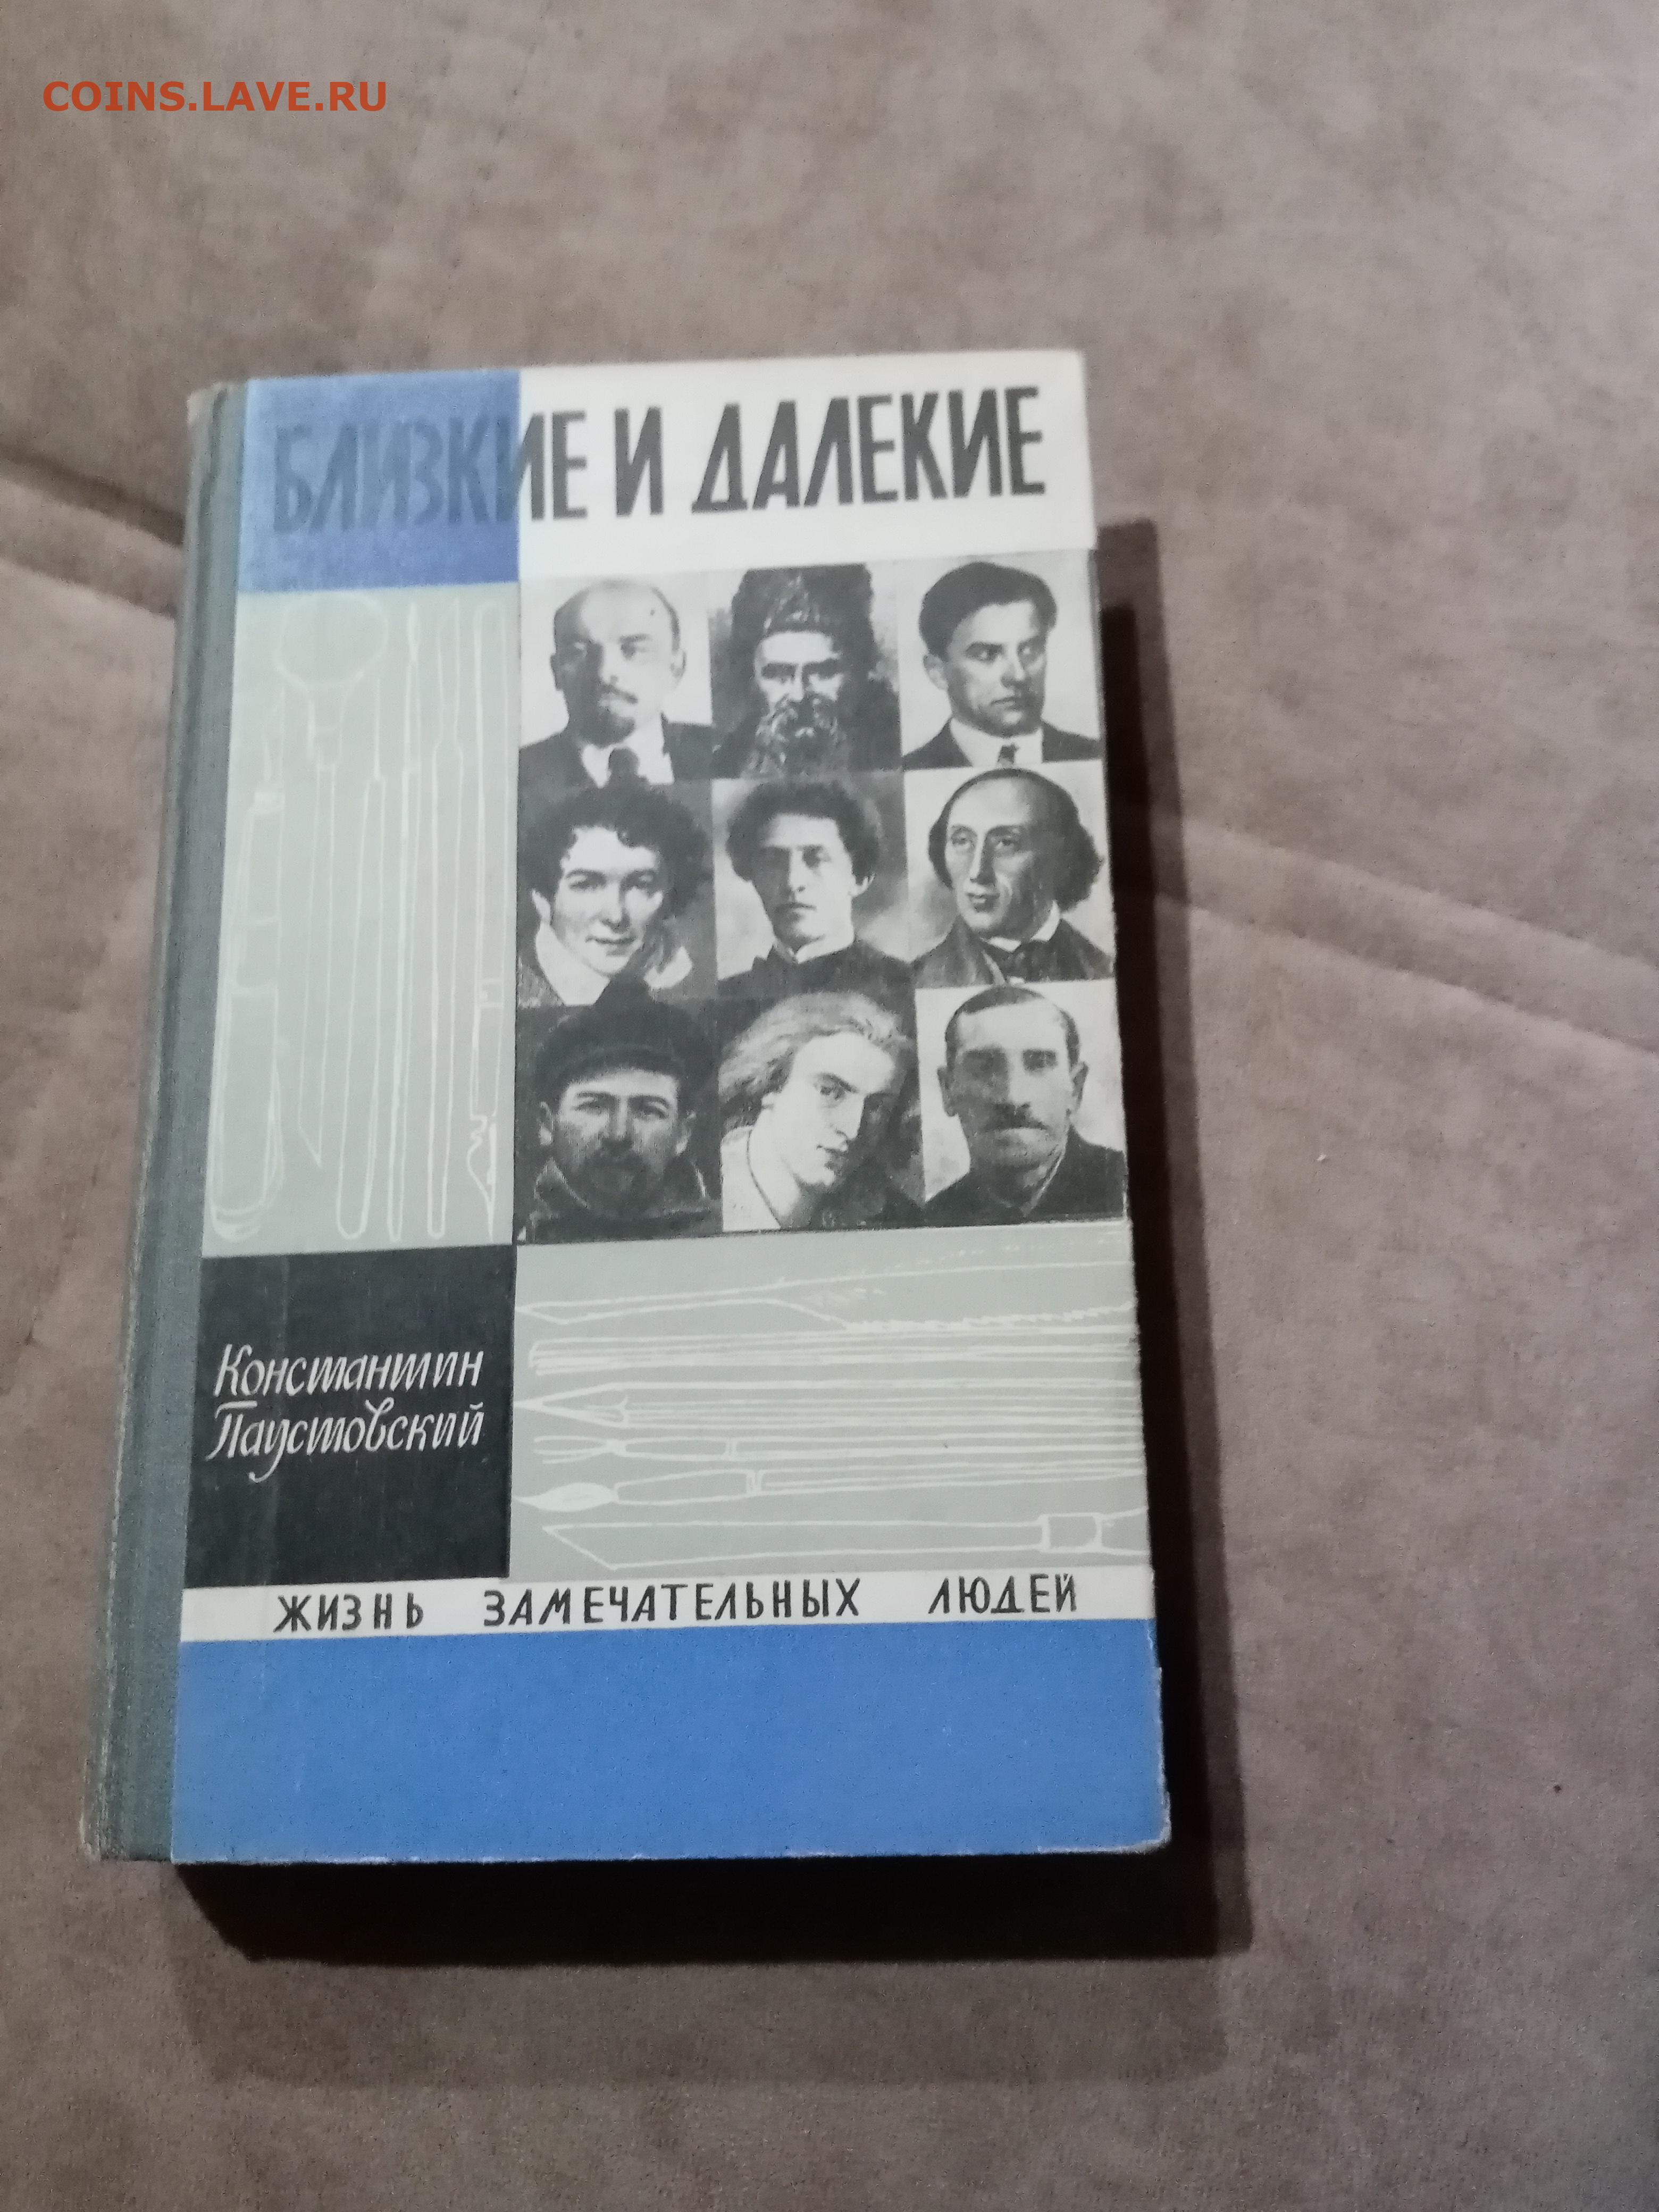 COINS.LAVE.RU
БЛИЗКИЕ И ДАЛЕКИЕ
Константин
Паустовский
ЖИЗНЬ ЗАМЕЧАТЕЛЬНЫХ ЛЮДЕЙ